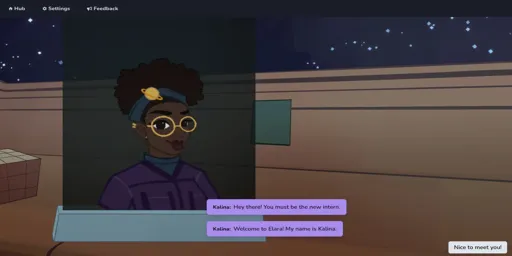 Hub Settings Feedback
Kalina: Hey there! You must be the new intern.
Kalina: Welcome to Elara! My name is Kalina.
Nice to meet you!